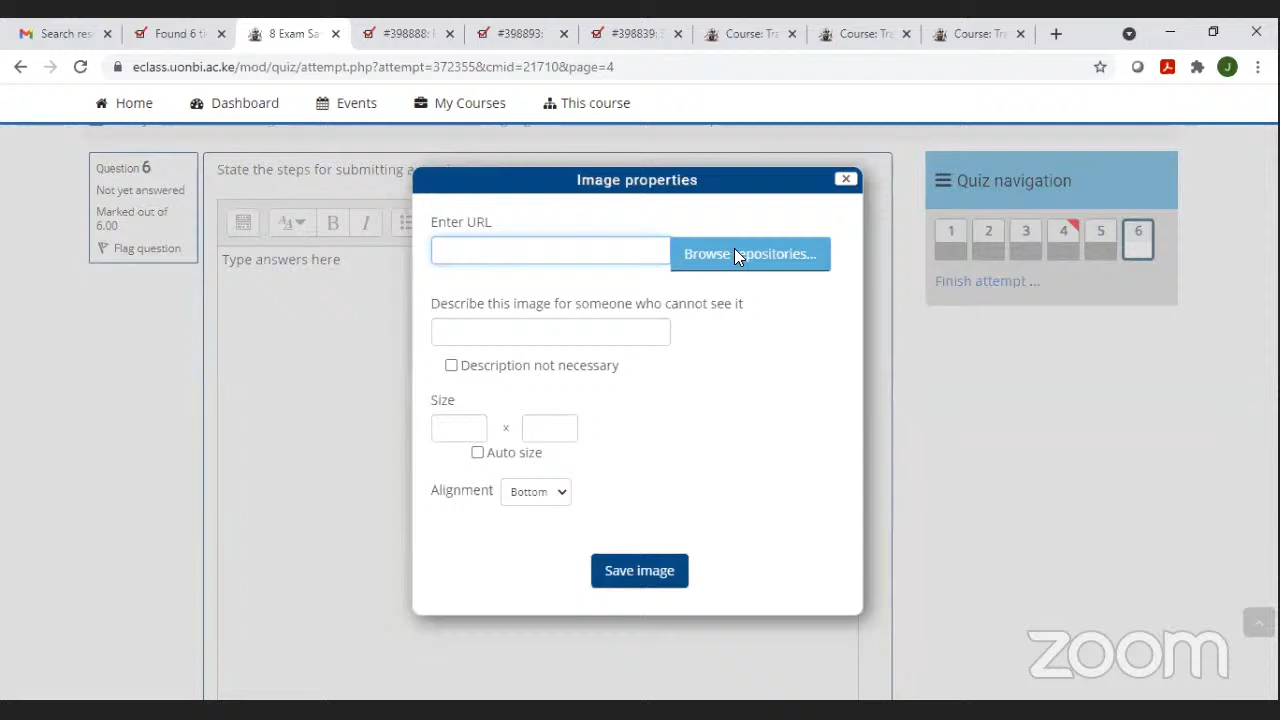 Search res
Found 6 ti
8 Exam Sa
#398888:
#398893:
#398839:
Course: Tra
Course: Tra
Course: Tra
eclass.uonbi.ac.ke/mod/quiz/attempt.php?attempt=372355&cmid=21710&page=4
J
Home
Dashboard
Events
My Courses
This course
Question 6
Not yet answered
Marked out of
6.00
Flag question
State the steps for submitting a
B I
Type answers here
Image properties
Enter URL
Browse repositories...
Describe this image for someone who cannot see it
Description not necessary
Size
x
Auto size
Alignment Bottom
Save image
Quiz navigation
1 2 3 4 5 6
Finish attempt ...
zoom